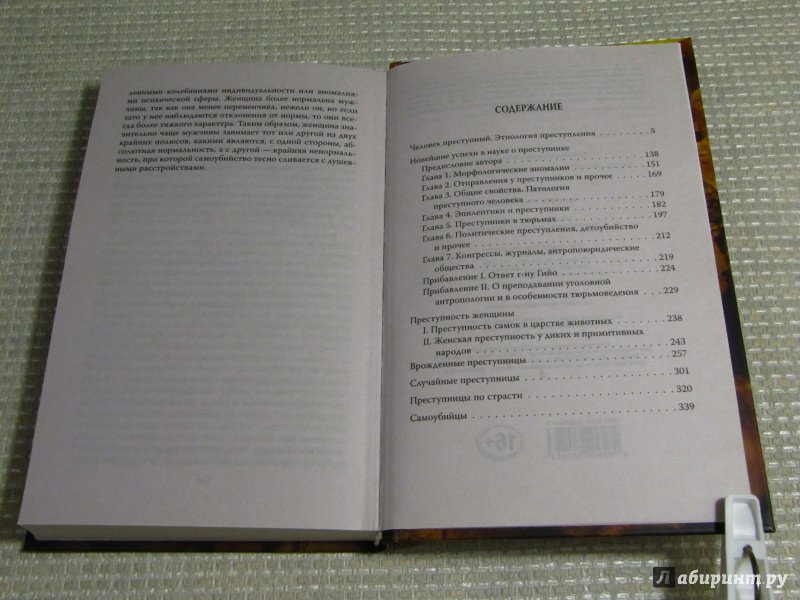 ленными колебаниями индивидуальности или аномалия-
ми психической сферы. Женщина более нормальна муж-
чины, так как она менее переменчива, нежели он, но если
зато у нее наблюдаются отклонения от нормы, то они все-
гда более тяжкого характера. Таким образом, женщина зна-
чительно чаще мужчины занимает тот или другой из двух
крайних полюсов, какими являются, с одной стороны, аб-
солютная нормальность, а с другой — крайняя ненормаль-
ность, при которой самоубийство тесно сливается с душев-
ными расстройствами.
СОДЕРЖАНИЕ
Человек преступный. Этиология преступления . . . . . . . . . 5
Новейшие успехи в науке о преступнике
Предисловие автора . . . . . . . . . . . . . . . . . . . . . . 138
Глава 1. Морфологические аномалии . . . . . . . . . . . . 151
Глава 2. Отправления у преступников и прочее . . . . . 169
Глава 3. Общие свойства. Патология
преступного человека . . . . . . . . . . . . . . . . . . . . 179
Глава 4. Эпилептики и преступники . . . . . . . . . . . . 182
Глава 5. Преступники в тюрьмах . . . . . . . . . . . . . . 197
Глава 6. Политические преступления, детоубийство
и прочее . . . . . . . . . . . . . . . . . . . . . . . . . . . . 212
Глава 7. Конгрессы, журналы, антропоюридические
общества . . . . . . . . . . . . . . . . . . . . . . . . . . . 219
Прибавление I. Ответ г-ну Гийо . . . . . . . . . . . . . . 224
Прибавление II. О преподавании уголовной
антропологии и в особенности тюрьмоведения . . . . 229
Преступность женщины
I. Преступность самок в царстве животных . . . . . . . . 238
II. Женская преступность у диких и примитивных
народов . . . . . . . . . . . . . . . . . . . . . . . . . . . . 243
Врожденные преступницы . . . . . . . . . . . . . . . . . . . . 257
Случайные преступницы . . . . . . . . . . . . . . . . . . . . . 301
Преступницы по страсти . . . . . . . . . . . . . . . . . . . . . 320
Самоубийцы . . . . . . . . . . . . . . . . . . . . . . . . . . . . . 339
16+
Лабиринт.ру